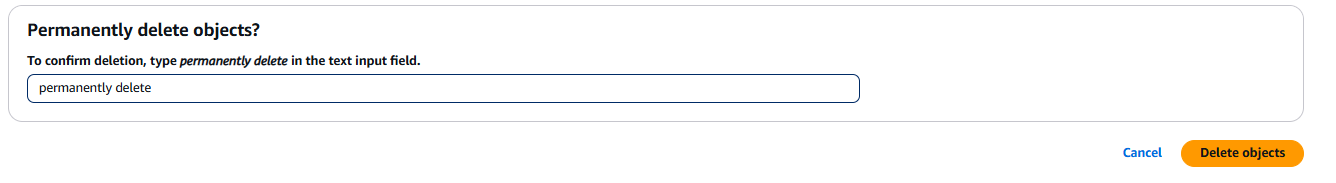 Permanently delete objects?
To confirm deletion, type permanently delete in the text input field.
permanently delete
Cancel
Delete objects